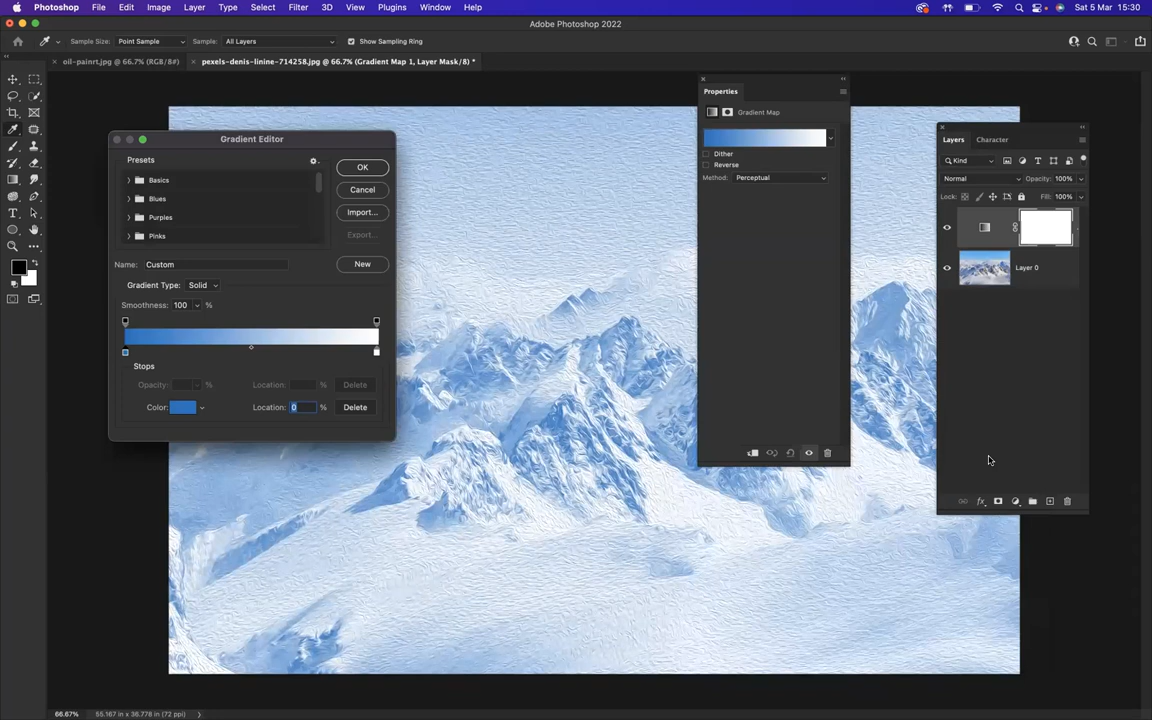 Photoshop File Edit Image Layer Type Select Filter 3D View Plugins Window Help Sat 5 Mar 15:30
Adobe Photoshop 2022
Sample Size: Point Sample Sample: All Layers Show Sampling Ring
oil-painrt.jpg @ 66.7% (RGB/8#) pexels-denis-linine-714258.jpg @ 66.7% (Gradient Map 1, Layer Mask/8) *
Gradient Editor
Presets
Basics
Blues
Purples
Pinks
OK
Cancel
Import...
Export...
Name: Custom New
Gradient Type: Solid
Smoothness: 100 %
Stops
Opacity: % Location: % Delete
Color: Location: 0 % Delete
Properties
Gradient Map
Dither
Reverse
Method: Perceptual
Layers Character
Kind
Normal Opacity: 100%
Lock: Fill: 100%
Layer 0
fx
66.67% 55.167 in x 36.778 in (72 ppi)